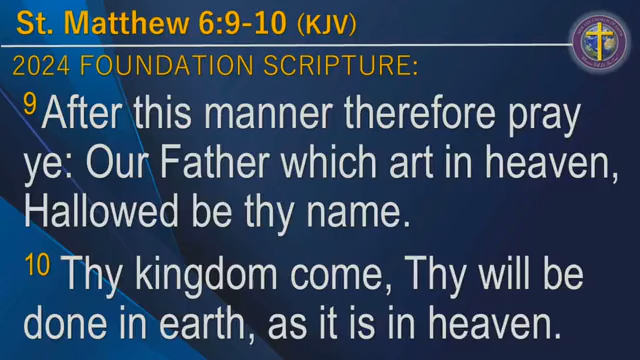 St. Matthew 6:9-10 (KJV)
2024 FOUNDATION SCRIPTURE:
9 After this manner therefore pray
ye: Our Father which art in heaven,
Hallowed be thy name.
10 Thy kingdom come, Thy will be
done in earth, as it is in heaven.